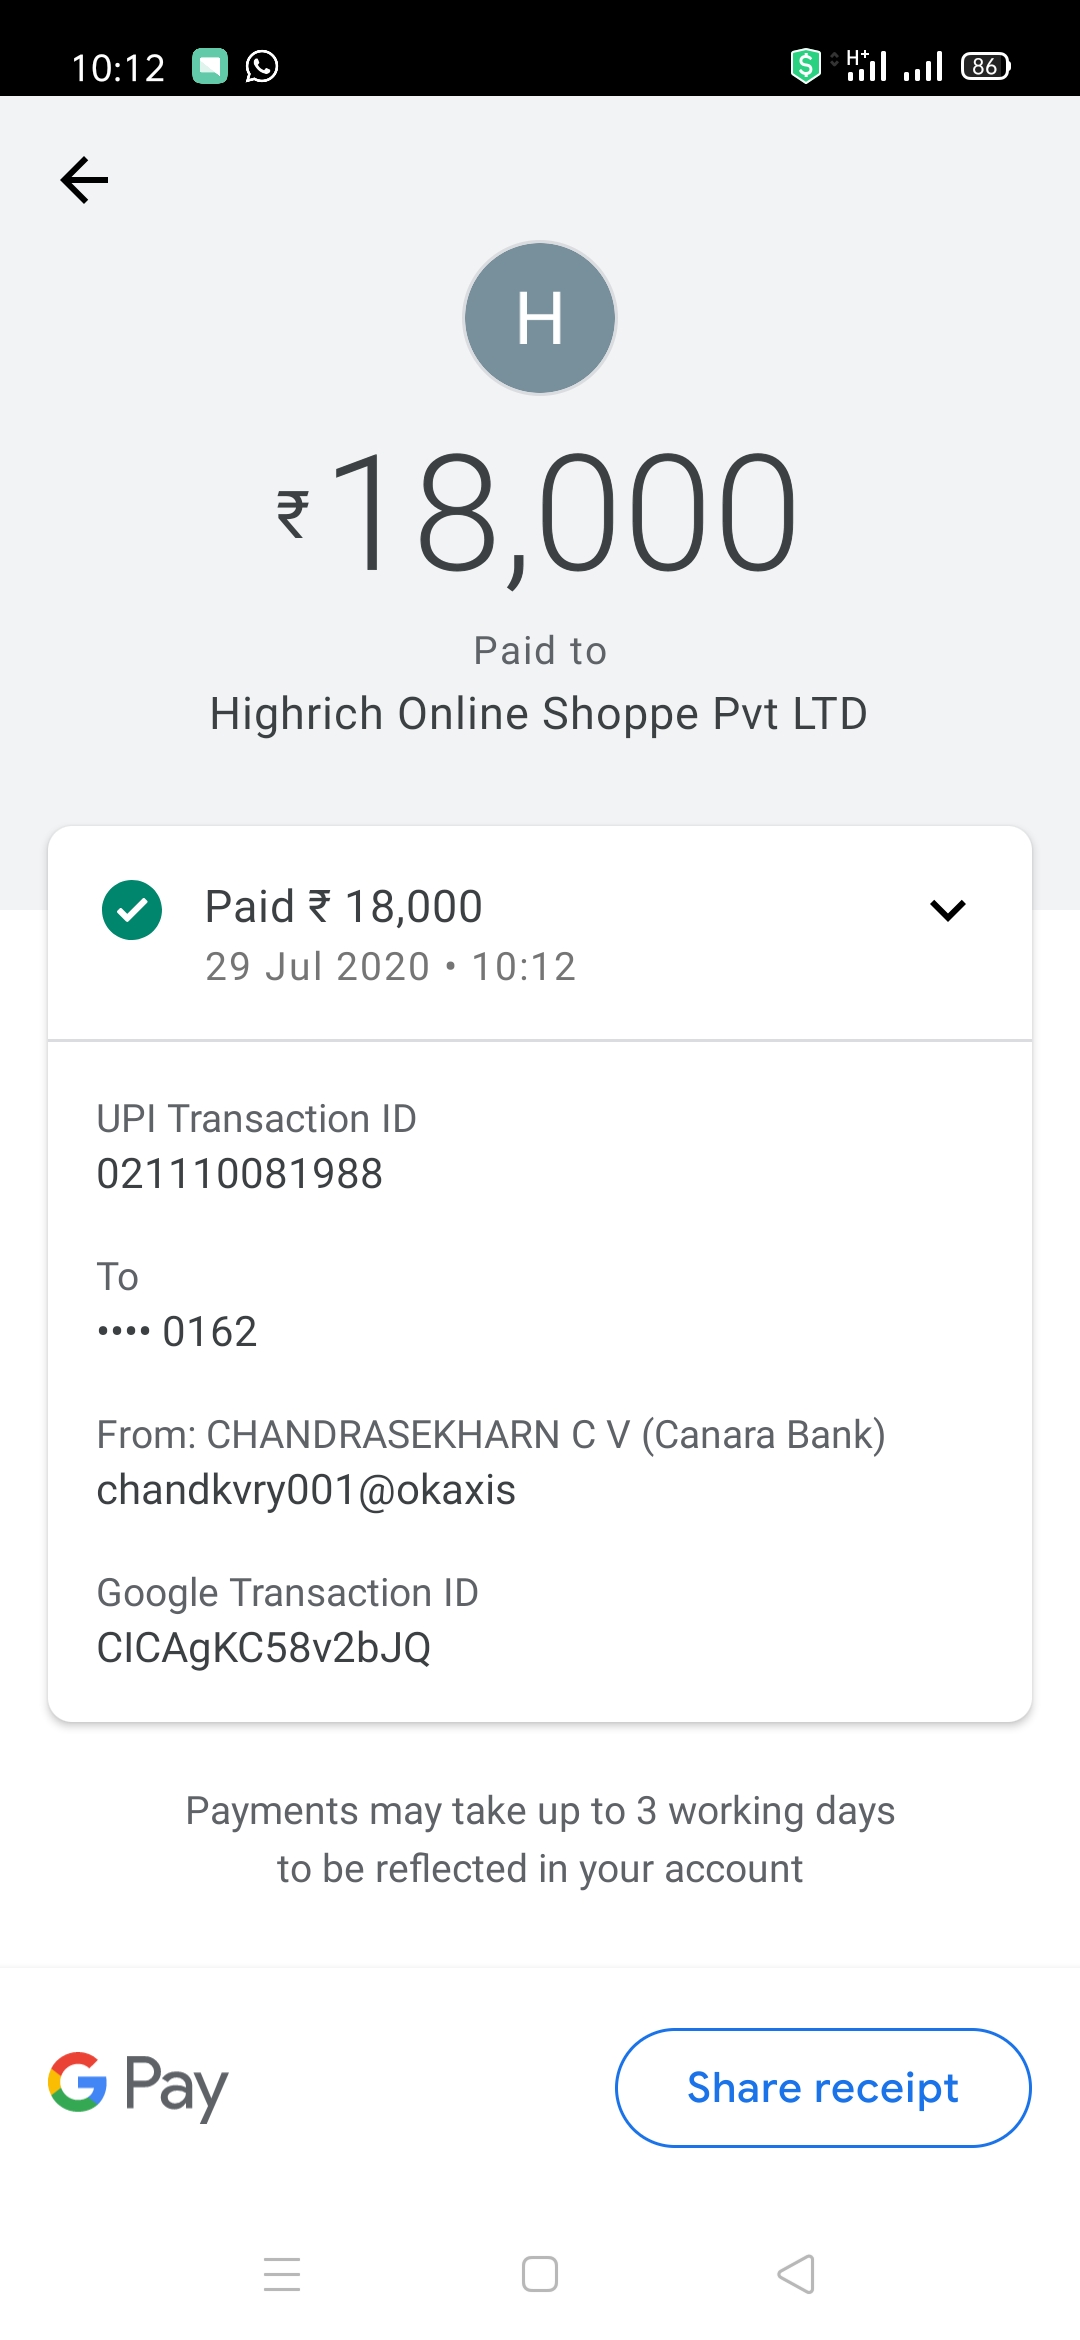 10:12
H+
86
H
₹18,000
Paid to
Highrich Online Shoppe Pvt LTD
Paid ₹ 18,000
29 Jul 2020 • 10:12
UPI Transaction ID
021110081988
To
•••• 0162
From: CHANDRASEKHARN C V (Canara Bank)
chandkvry001@okaxis
Google Transaction ID
CICAgKC58v2bJQ
Payments may take up to 3 working days
to be reflected in your account
G Pay
Share receipt